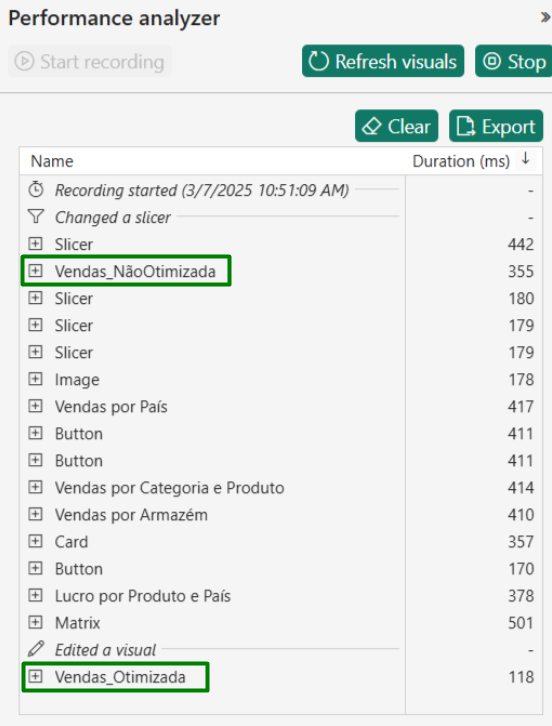 Performance analyzer »
Start recording Refresh visuals Stop
Clear Export
Name Duration (ms) ↓
Recording started (3/7/2025 10:51:09 AM) -
Changed a slicer -
Slicer 442
Vendas_NãoOtimizada 355
Slicer 180
Slicer 179
Slicer 179
Image 178
Vendas por País 417
Button 411
Button 411
Vendas por Categoria e Produto 414
Vendas por Armazém 410
Card 357
Button 170
Lucro por Produto e País 378
Matrix 501
Edited a visual -
Vendas_Otimizada 118